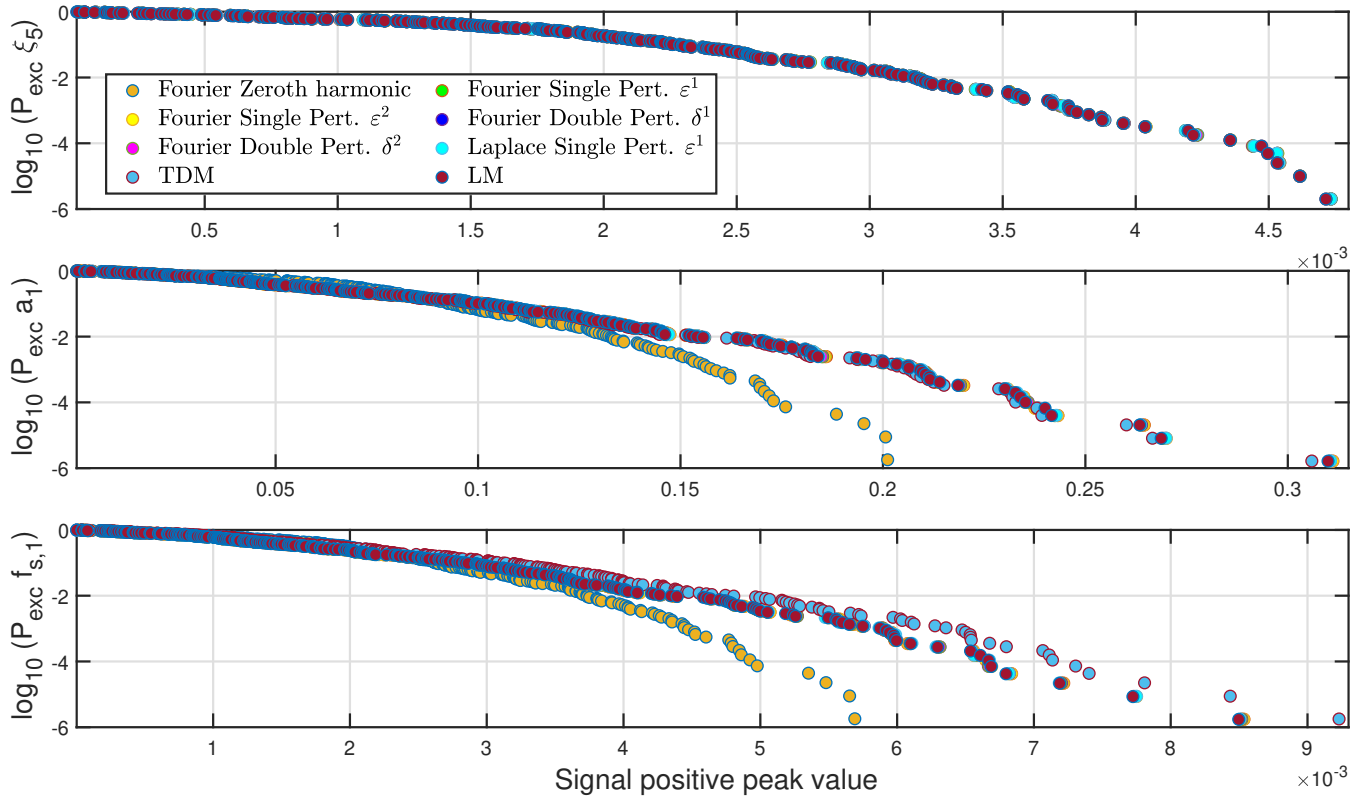 log₁₀ (P_exc ξ₅)
0
-2
-4
-6
Fourier Zeroth harmonic
Fourier Single Pert. ε¹
Fourier Single Pert. ε²
Fourier Double Pert. δ¹
Fourier Double Pert. δ²
Laplace Single Pert. ε¹
TDM
LM
0.5 1 1.5 2 2.5 3 3.5 4 4.5
×10⁻³
log₁₀ (P_exc a₁)
0
-2
-4
-6
0.05 0.1 0.15 0.2 0.25 0.3
log₁₀ (P_exc f_s,1)
0
-2
-4
-6
1 2 3 4 5 6 7 8 9
Signal positive peak value
×10⁻³